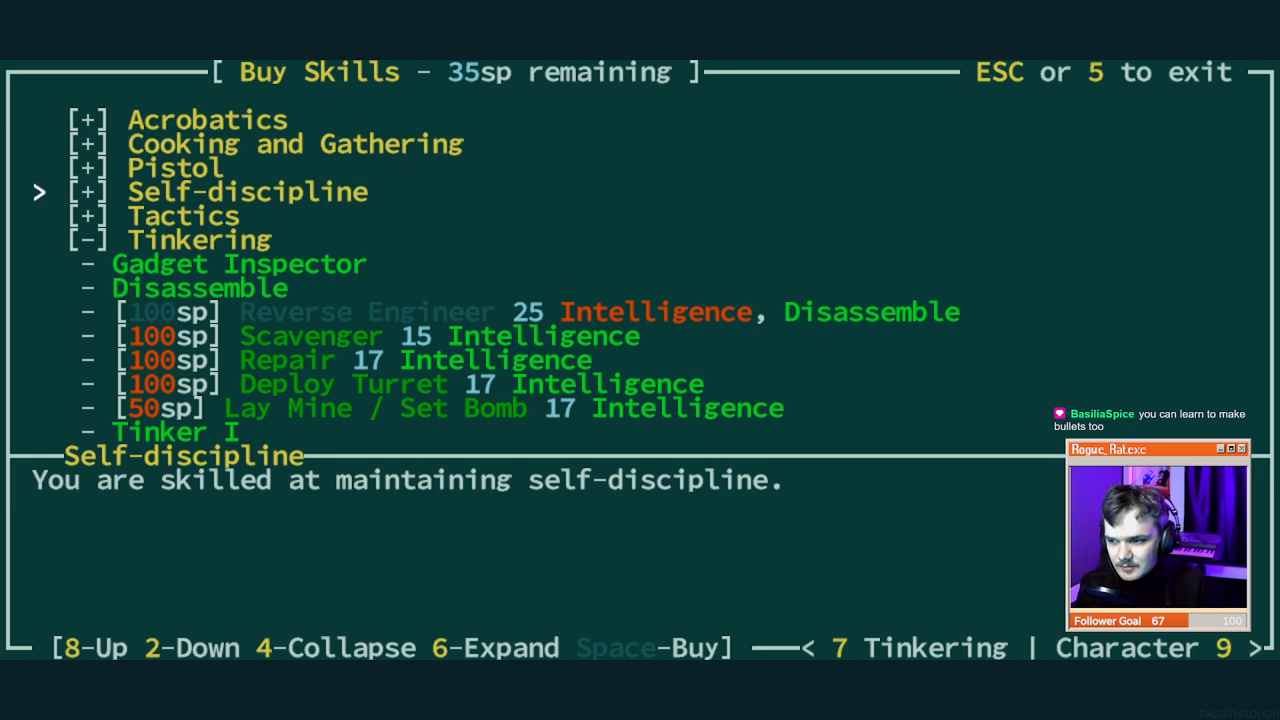 [ Buy Skills - 35sp remaining ] ESC or 5 to exit
[+] Acrobatics
[+] Cooking and Gathering
[+] Pistol
> [+] Self-discipline
[+] Tactics
[-] Tinkering
- Gadget Inspector
- Disassemble
- [100sp] Reverse Engineer 25 Intelligence, Disassemble
- [100sp] Scavenger 15 Intelligence
- [100sp] Repair 17 Intelligence
- [100sp] Deploy Turret 17 Intelligence
- [50sp] Lay Mine / Set Bomb 17 Intelligence
- Tinker I
BasiliaSpice you can learn to make
bullets too
Rogue_Rat.exe
Self-discipline
You are skilled at maintaining self-discipline.
Follower Goal 67 100
[8-Up 2-Down 4-Collapse 6-Expand Space-Buy] < 7 Tinkering | Character 9 >
PASSTHROUGH